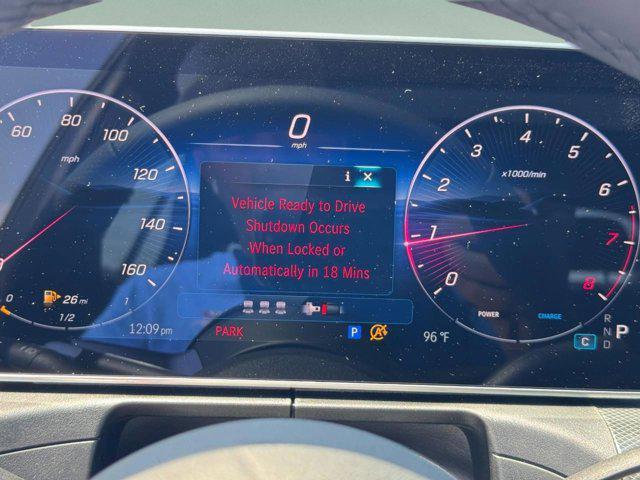 60
80
100
120
140
160
mph
0
26 mi
1/2
1
12:09 pm
0
mph
i ×
Vehicle Ready to Drive
Shutdown Occurs
When Locked or
Automatically in 18 Mins
PARK
P
A
96 °F
0
1
2
3
4
5
6
7
8
x1000/min
POWER
CHARGE
C
R
N
D
P